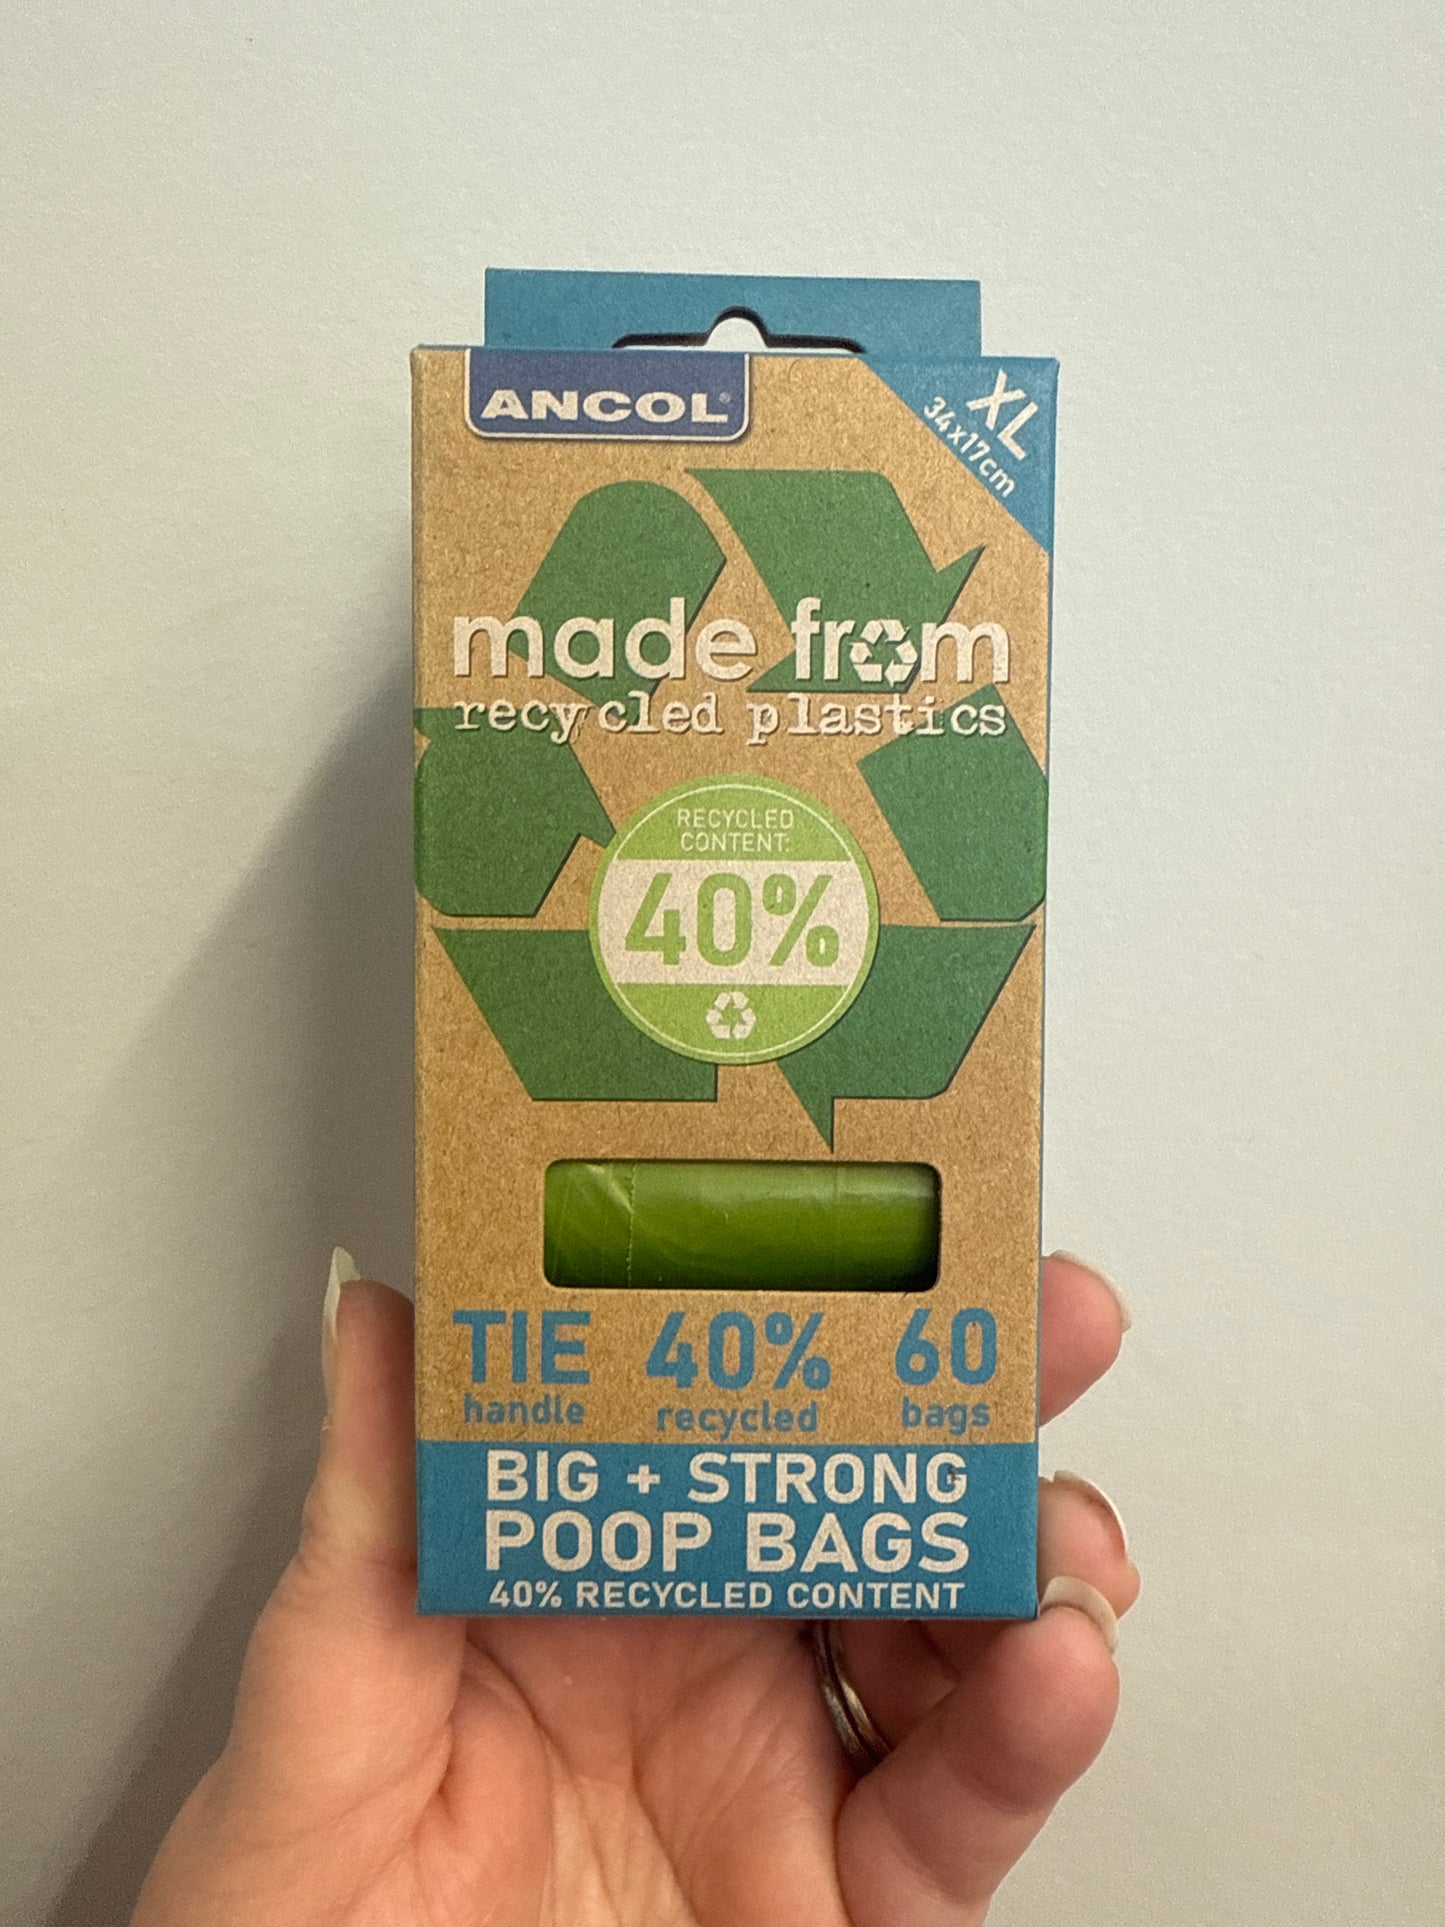 ANCOL®
XL
34x17cm
made from
recycled plastics
RECYCLED
CONTENT:
40%
TIE 40% 60
handle recycled bags
BIG + STRONG
POOP BAGS
40% RECYCLED CONTENT